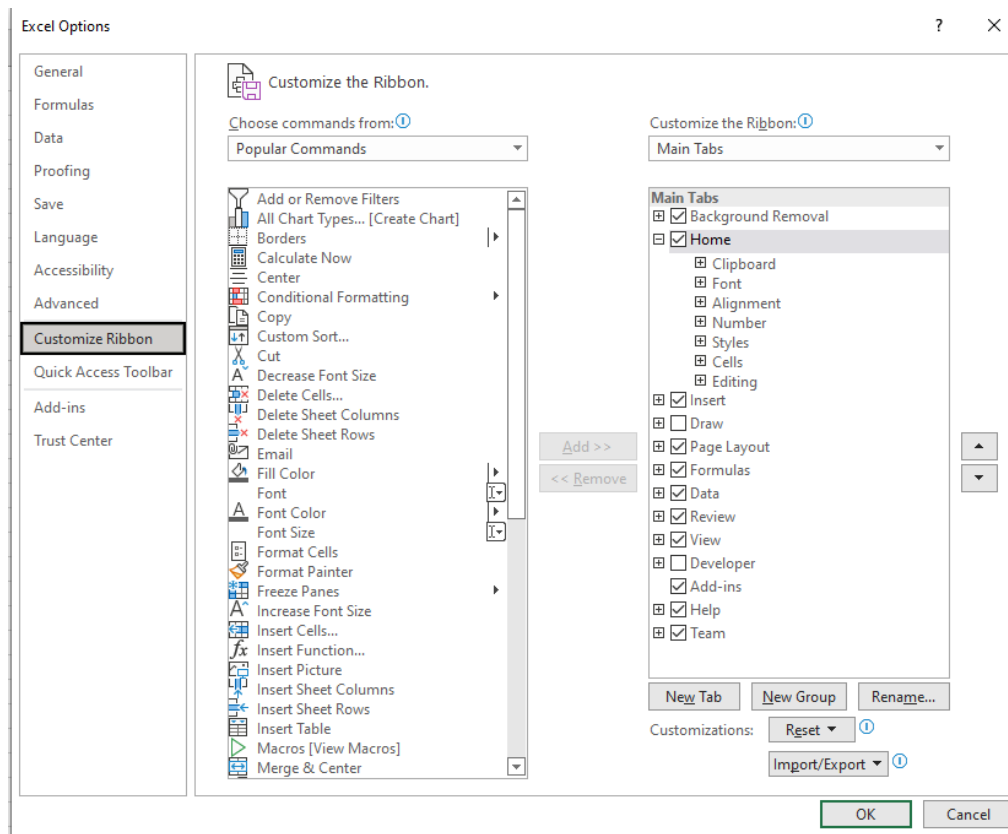 Excel Options
?
General
Formulas
Data
Proofing
Save
Language
Accessibility
Advanced
Customize Ribbon
Quick Access Toolbar
Add-ins
Trust Center
Customize the Ribbon.
Choose commands from:
Popular Commands
Add or Remove Filters
All Chart Types... [Create Chart]
Borders
Calculate Now
Center
Conditional Formatting
Copy
Custom Sort...
Cut
Decrease Font Size
Delete Cells...
Delete Sheet Columns
Delete Sheet Rows
Email
Fill Color
Font
Font Color
Font Size
Format Cells
Format Painter
Freeze Panes
Increase Font Size
Insert Cells...
Insert Function...
Insert Picture
Insert Sheet Columns
Insert Sheet Rows
Insert Table
Macros [View Macros]
Merge & Center
Add >>
<< Remove
Customize the Ribbon:
Main Tabs
Main Tabs
Background Removal
Home
Clipboard
Font
Alignment
Number
Styles
Cells
Editing
Insert
Draw
Page Layout
Formulas
Data
Review
View
Developer
Add-ins
Help
Team
New Tab
New Group
Rename...
Customizations:
Reset
Import/Export
OK
Cancel